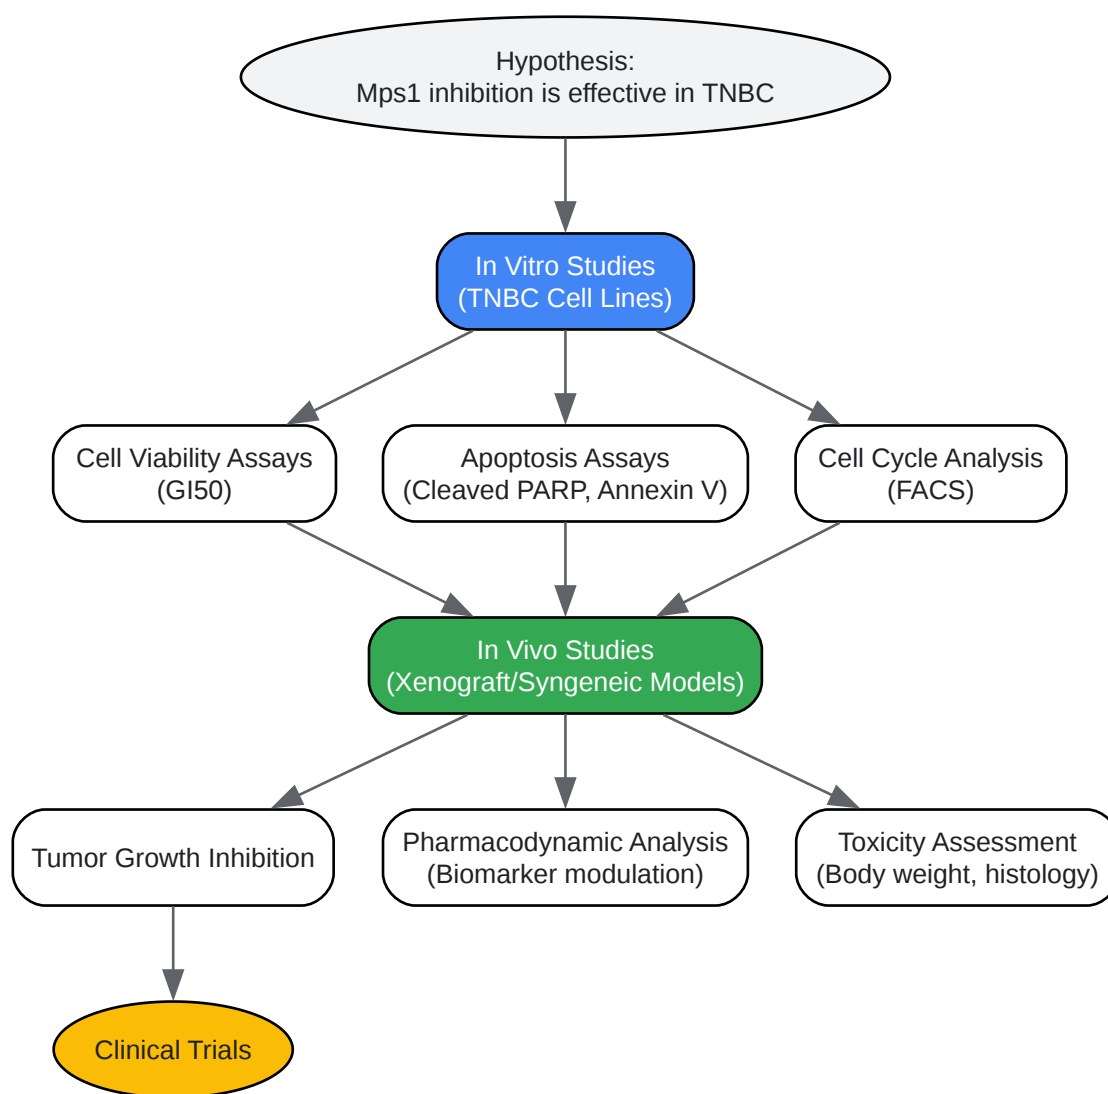 Hypothesis:
Mps1 inhibition is effective in TNBC
In Vitro Studies
(TNBC Cell Lines)
Cell Viability Assays
(GI50)
Apoptosis Assays
(Cleaved PARP, Annexin V)
Cell Cycle Analysis
(FACS)
In Vivo Studies
(Xenograft/Syngeneic Models)
Tumor Growth Inhibition
Pharmacodynamic Analysis
(Biomarker modulation)
Toxicity Assessment
(Body weight, histology)
Clinical Trials